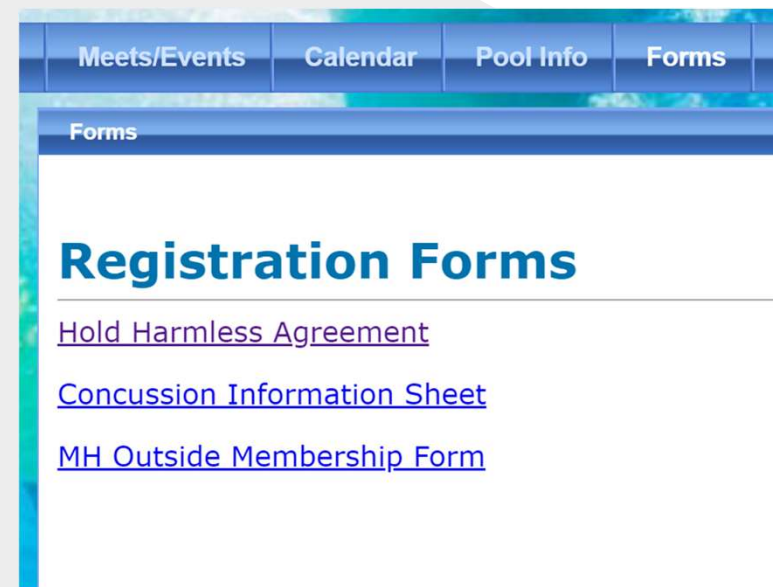 Meets/Events Calendar Pool Info Forms
Forms
Registration Forms
Hold Harmless Agreement
Concussion Information Sheet
MH Outside Membership Form